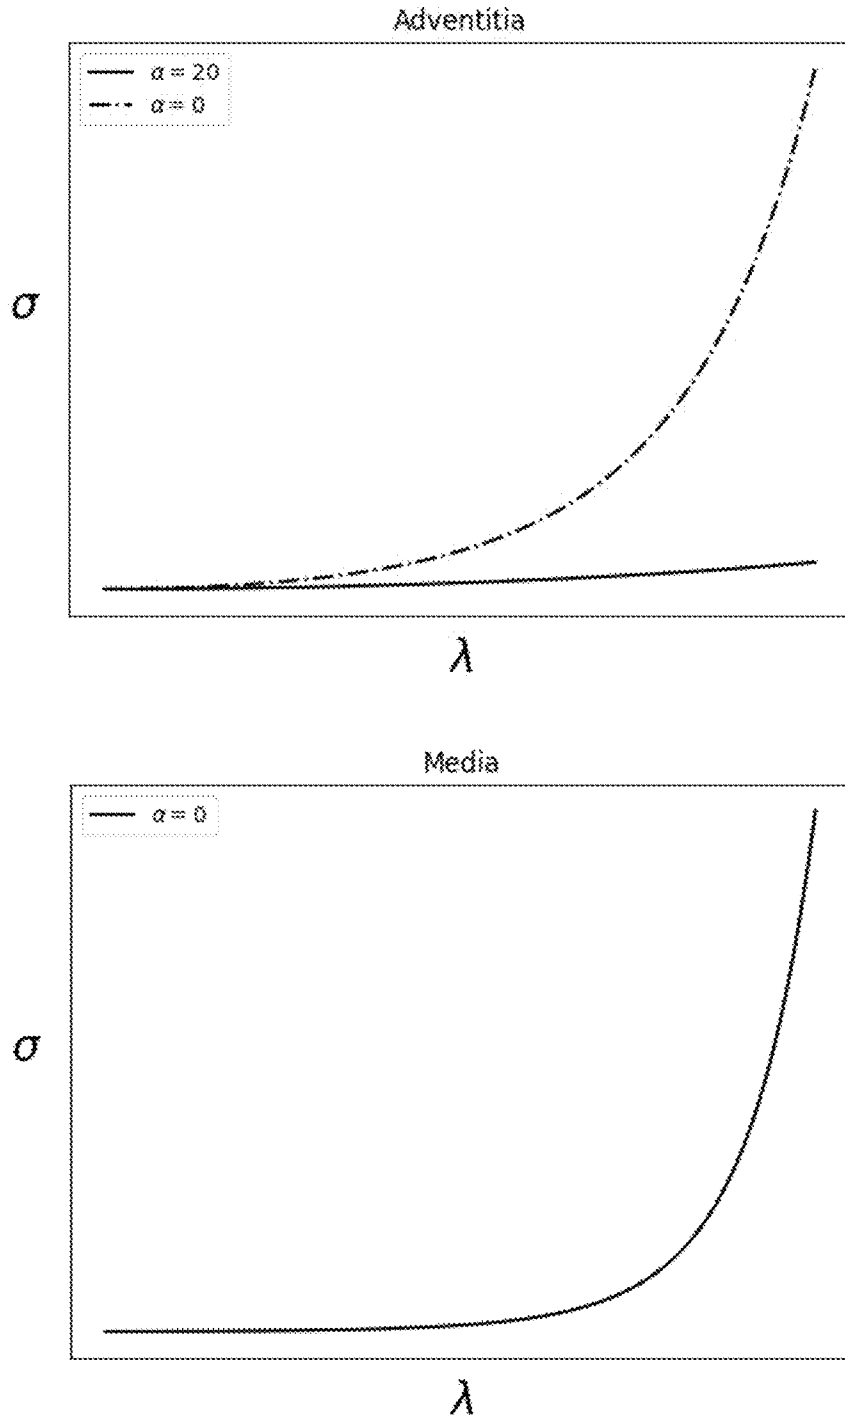 Adventitia
α = 20
α = 0
σ
λ
Media
α = 0
σ
λ